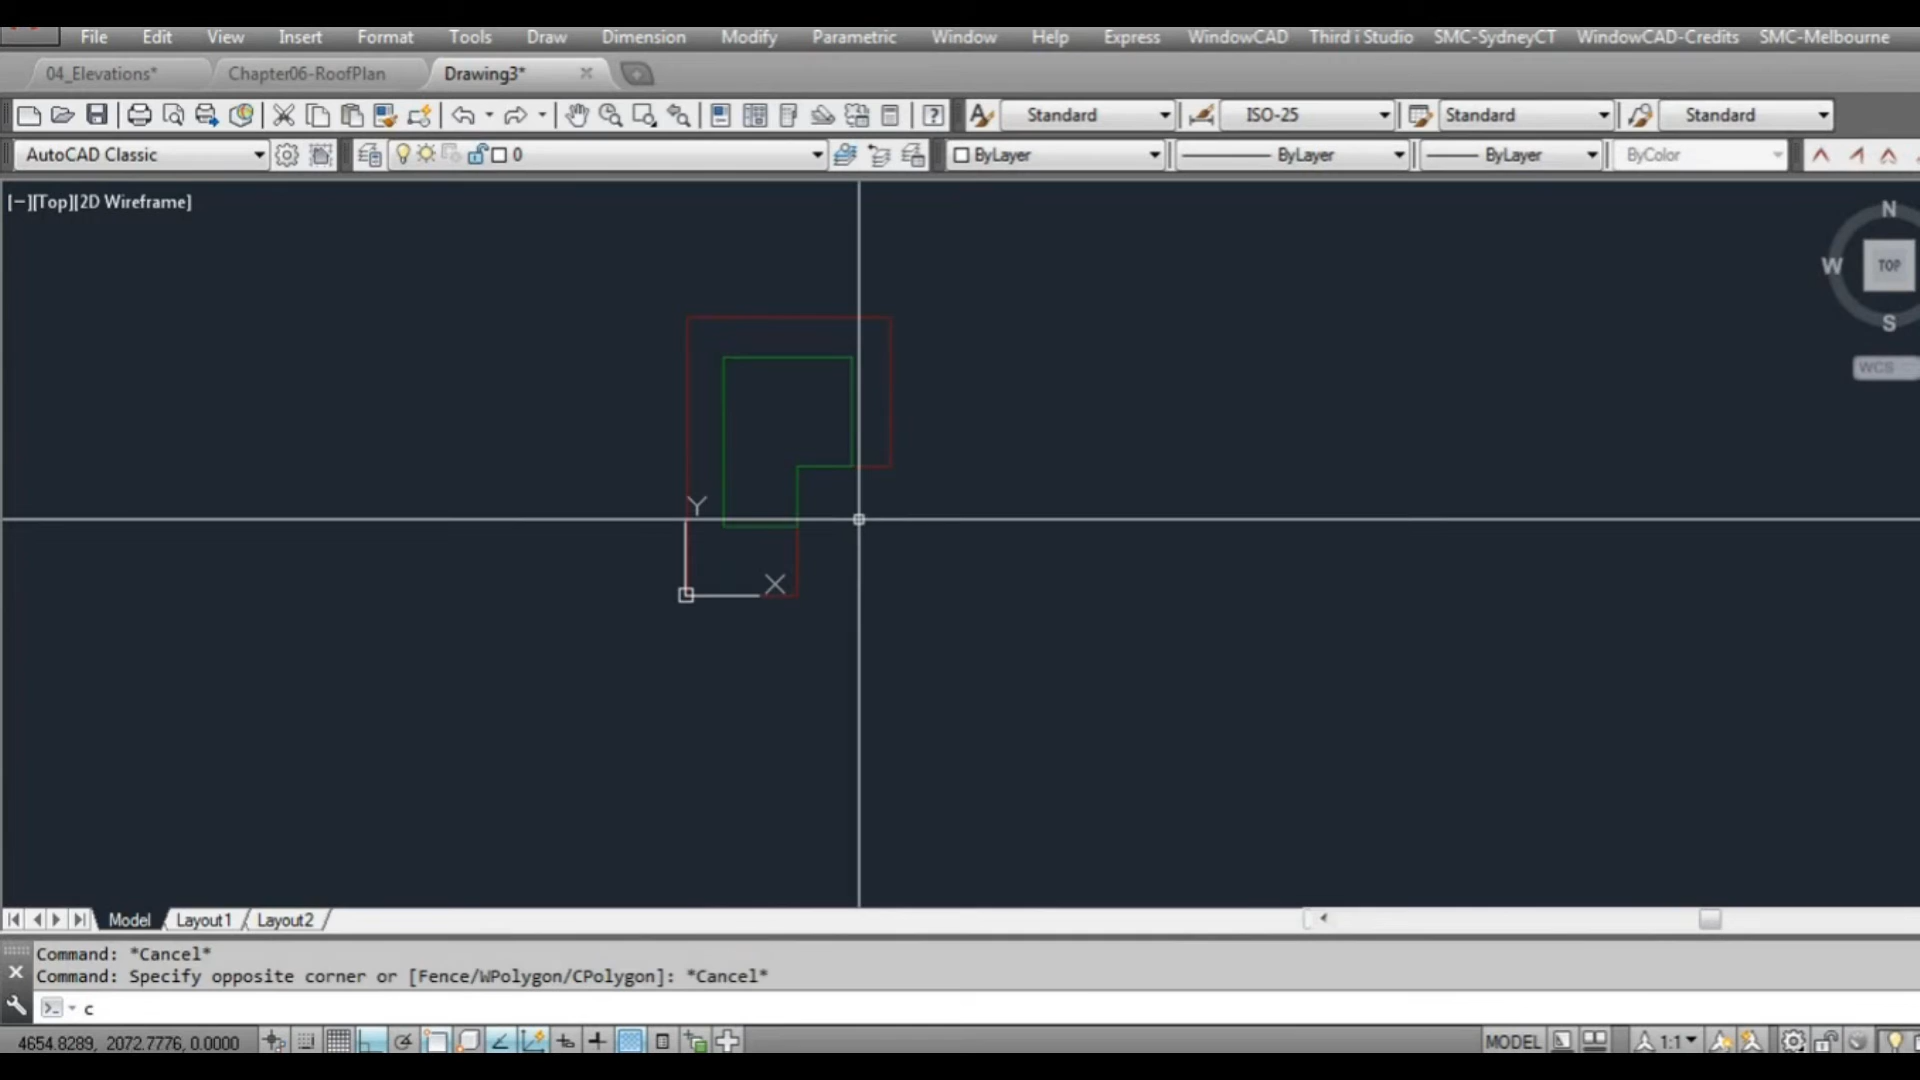 File Edit View Insert Format Tools Draw Dimension Modify Parametric Window Help Express WindowCAD Third i Studio SMC-SydneyCT WindowCAD-Credits SMC-Melbourne
04_Elevations* Chapter06-RoofPlan Drawing3*
Standard ISO-25 Standard Standard
AutoCAD Classic 0 ByLayer ByLayer ByLayer ByColor
[−][Top][2D Wireframe]
N
W TOP
S
WCS
Y
X
Model Layout1 Layout2
Command: *Cancel*
Command: Specify opposite corner or [Fence/WPolygon/CPolygon]: *Cancel*
c
4654.8289, 2072.7776, 0.0000 MODEL 1:1